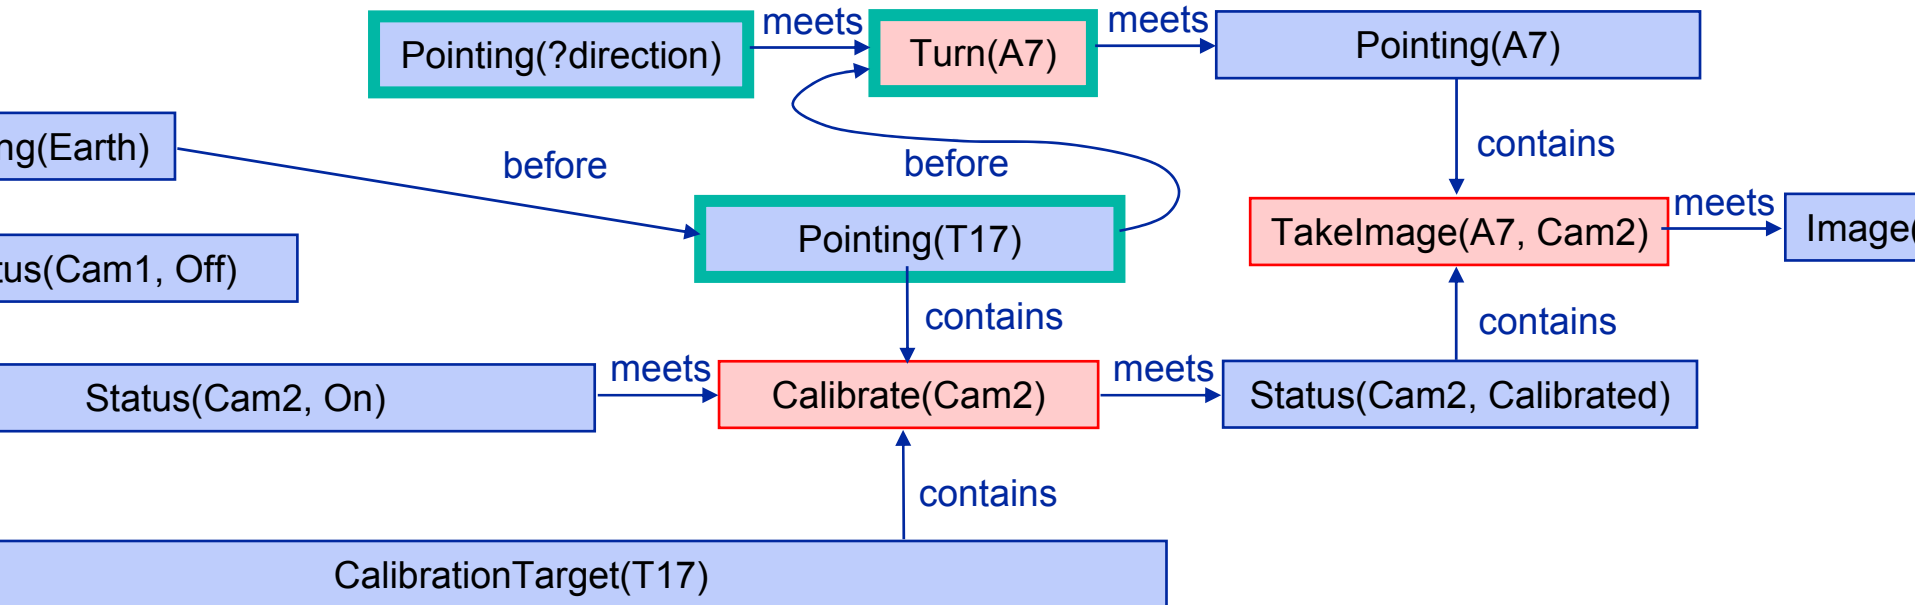 meets
meets
Pointing(?direction)
Turn(A7)
Pointing(A7)
ng(Earth)
before
before
contains
Pointing(T17)
TakeImage(A7, Cam2)
meets
Image(
tus(Cam1, Off)
contains
contains
Status(Cam2, On)
meets
Calibrate(Cam2)
meets
Status(Cam2, Calibrated)
contains
CalibrationTarget(T17)